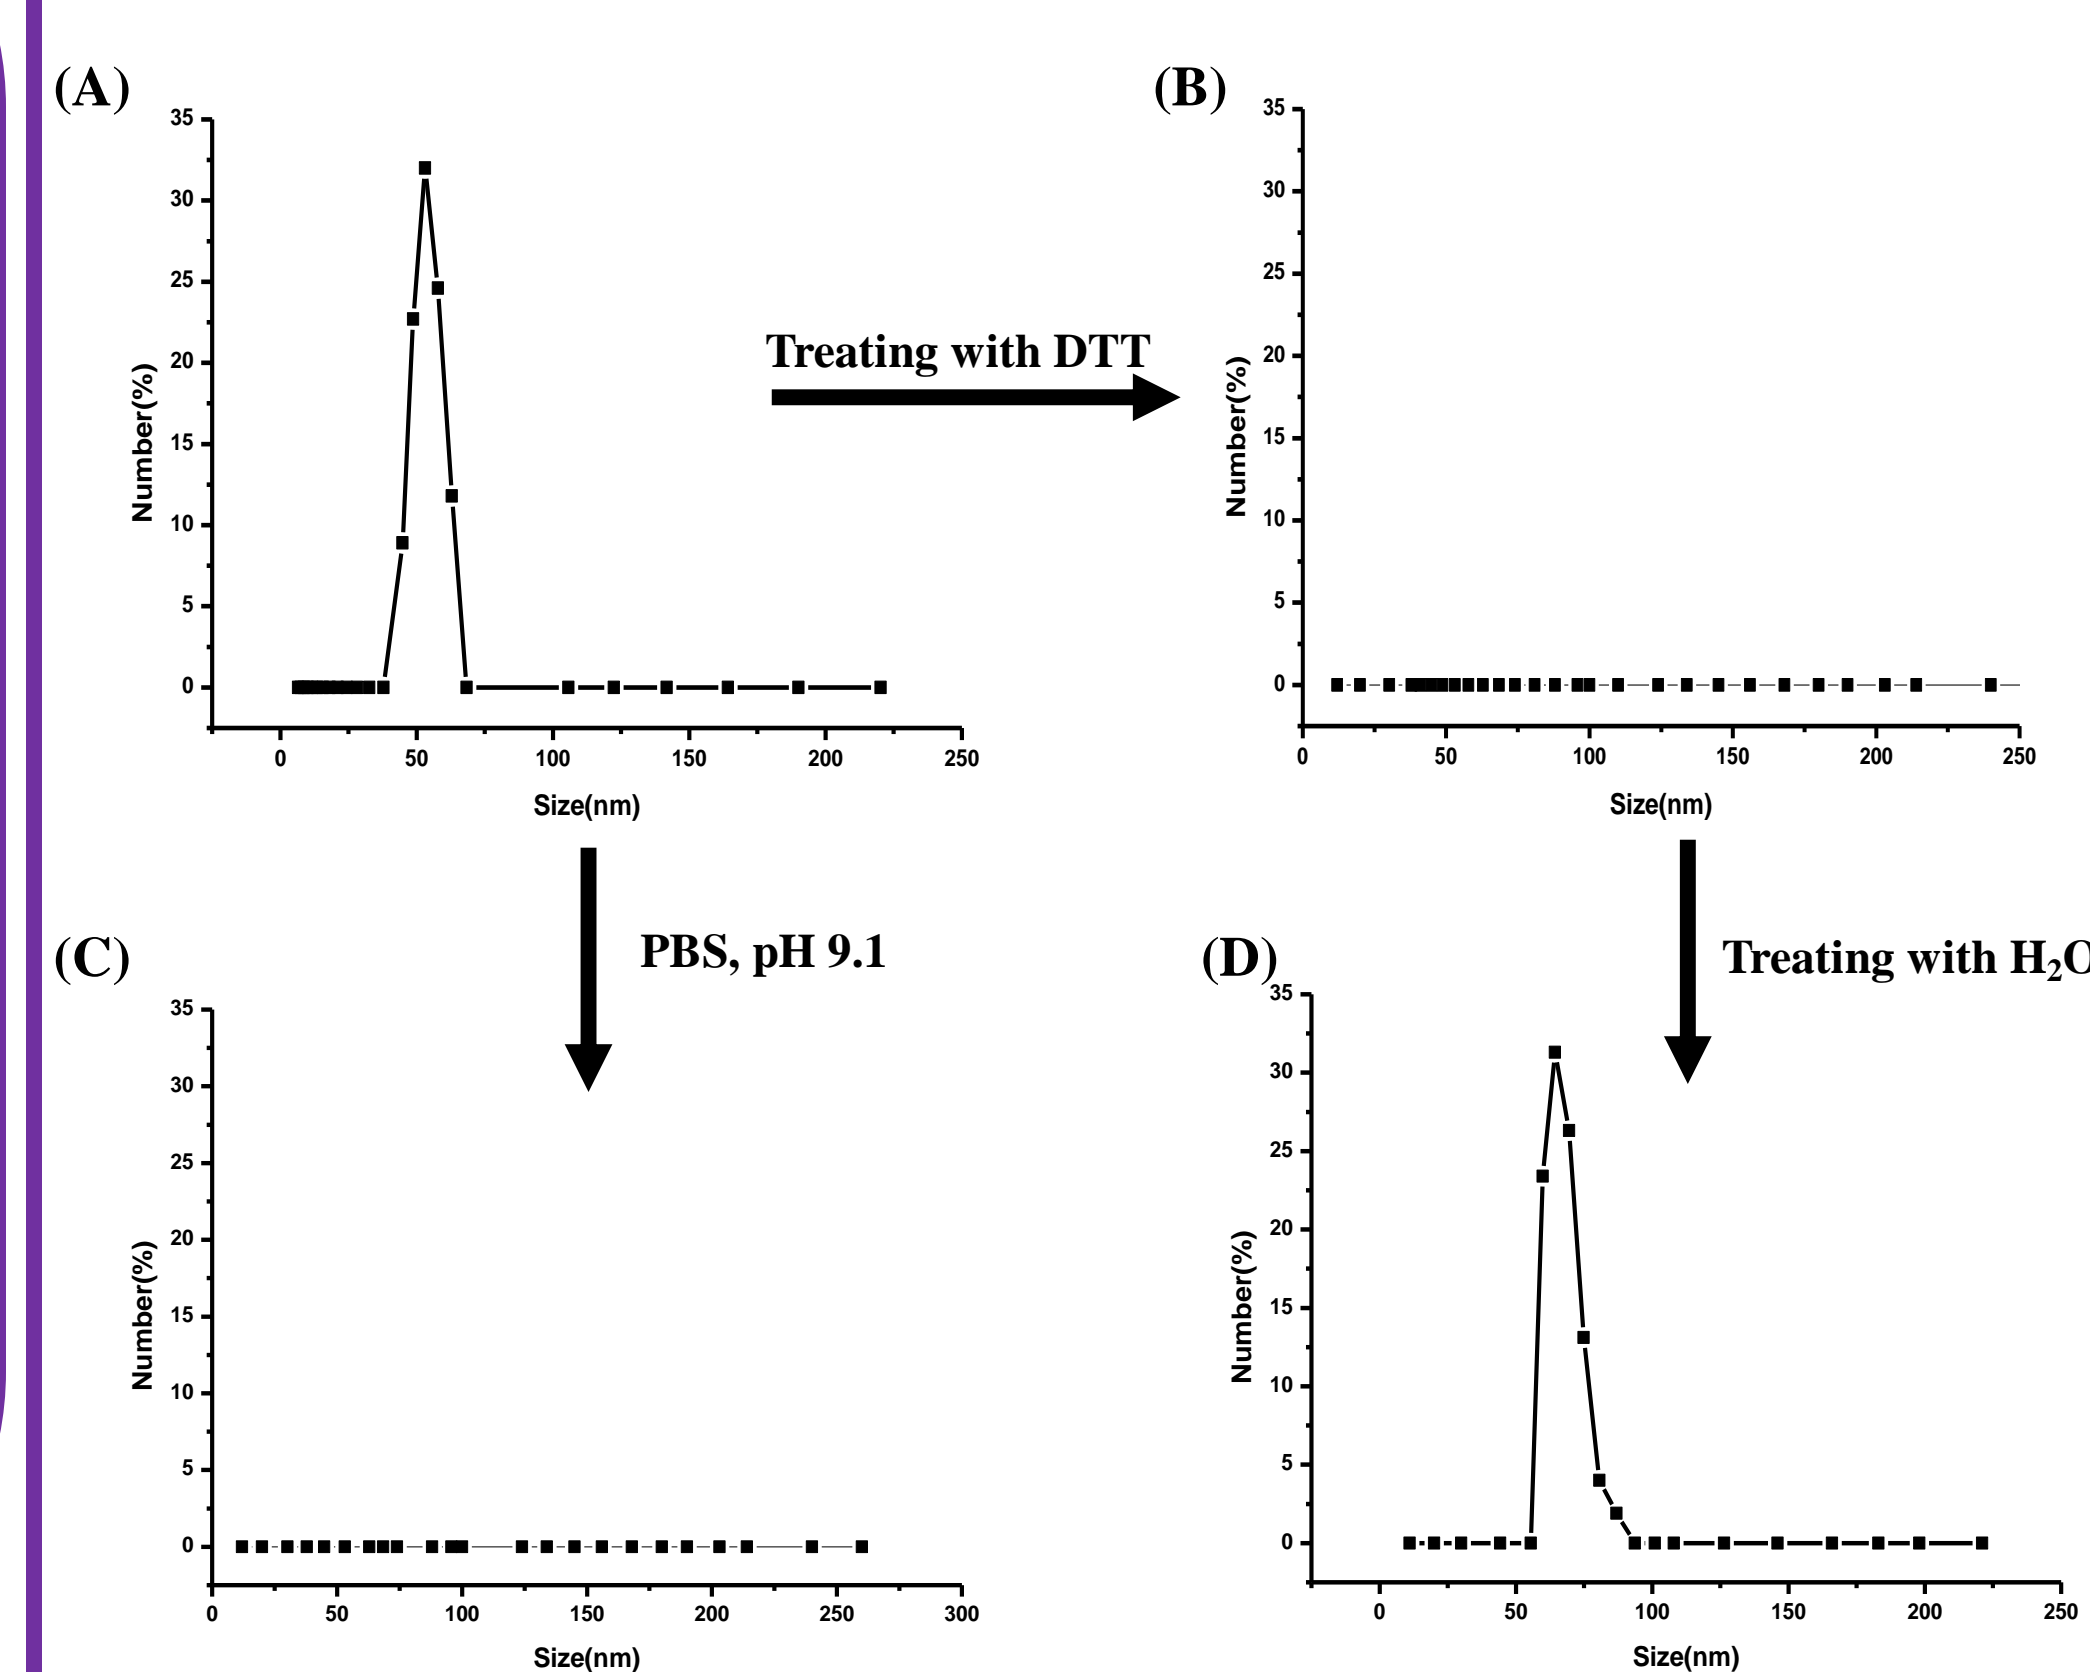 (A)
35
30
25
20
15
10
5
0
Number(%)
0 50 100 150 200 250
Size(nm)
Treating with DTT
(B)
35
30
25
20
15
10
5
0
Number(%)
0 50 100 150 200 250
Size(nm)
PBS, pH 9.1
Treating with H₂O
(C)
35
30
25
20
15
10
5
0
Number(%)
0 50 100 150 200 250 300
Size(nm)
(D)
35
30
25
20
15
10
5
0
Number(%)
0 50 100 150 200 250
Size(nm)